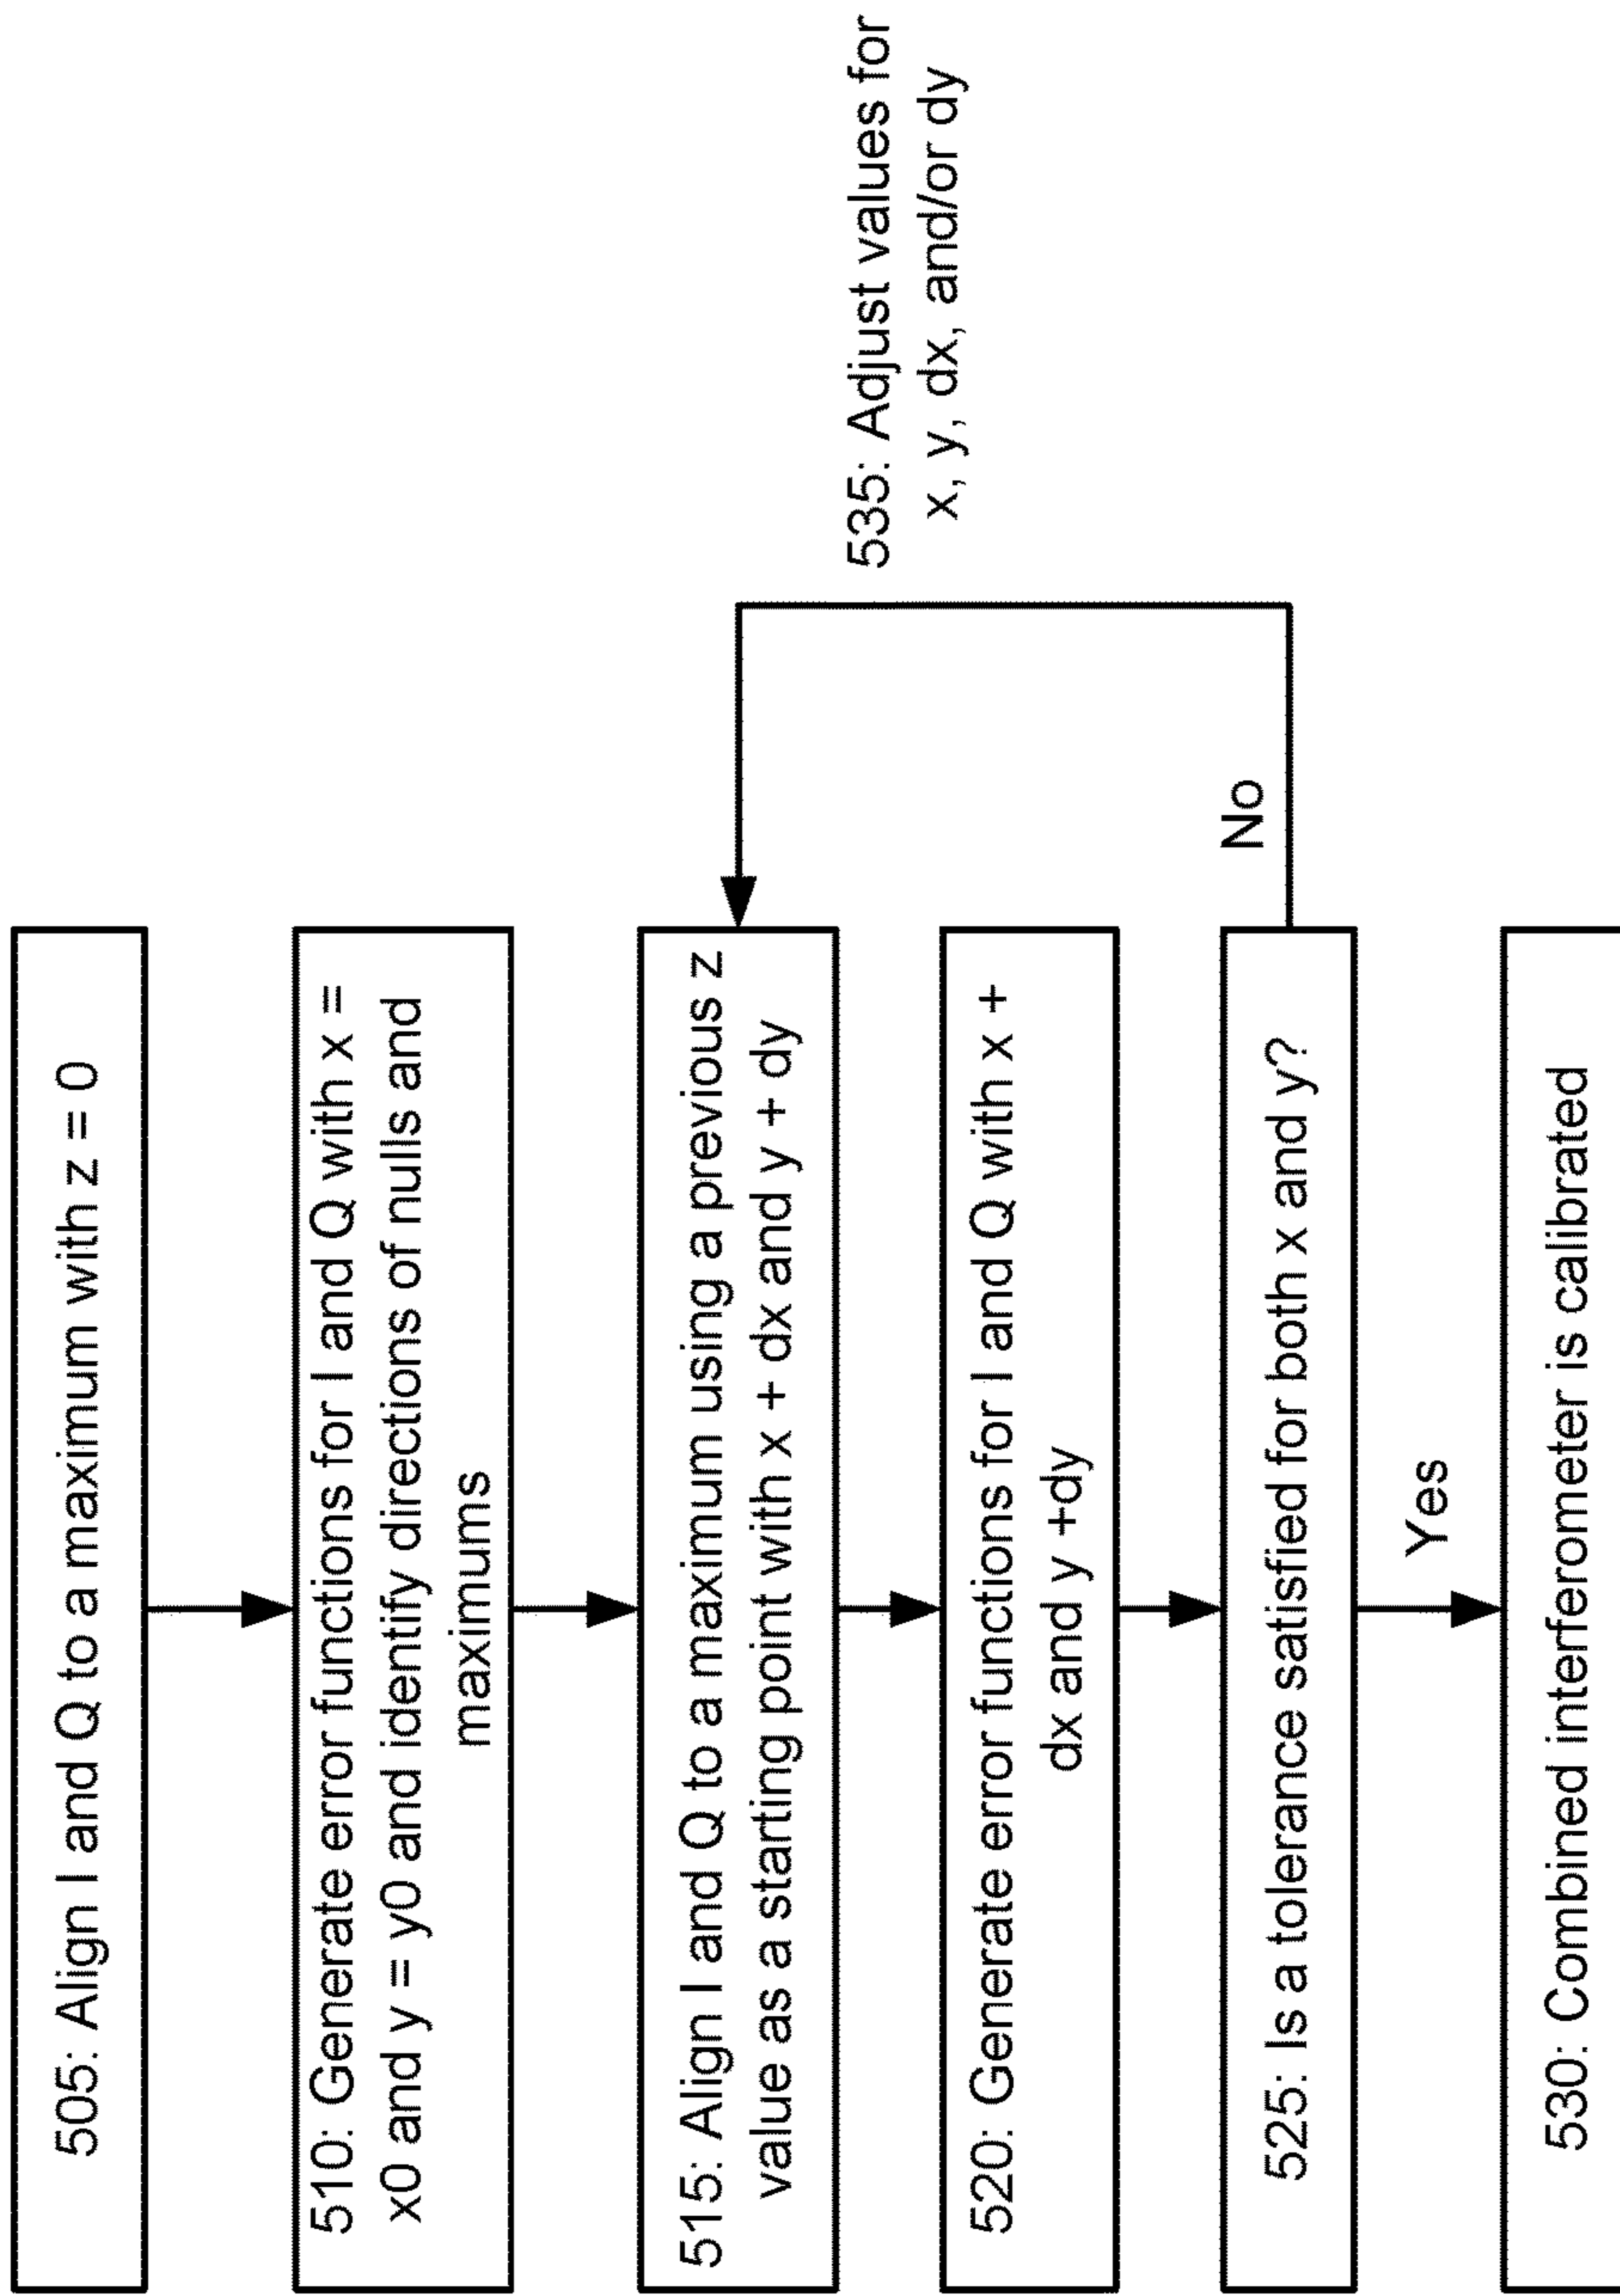 505: Align I and Q to a maximum with z = 0
510: Generate error functions for I and Q with x =
x0 and y = y0 and identify directions of nulls and
maximums
515: Align I and Q to a maximum using a previous z
value as a starting point with x + dx and y + dy
520: Generate error functions for I and Q with x +
dx and y +dy
525: Is a tolerance satisfied for both x and y?
No
535: Adjust values for
x, y, dx, and/or dy
Yes
530: Combined interferometer is calibrated